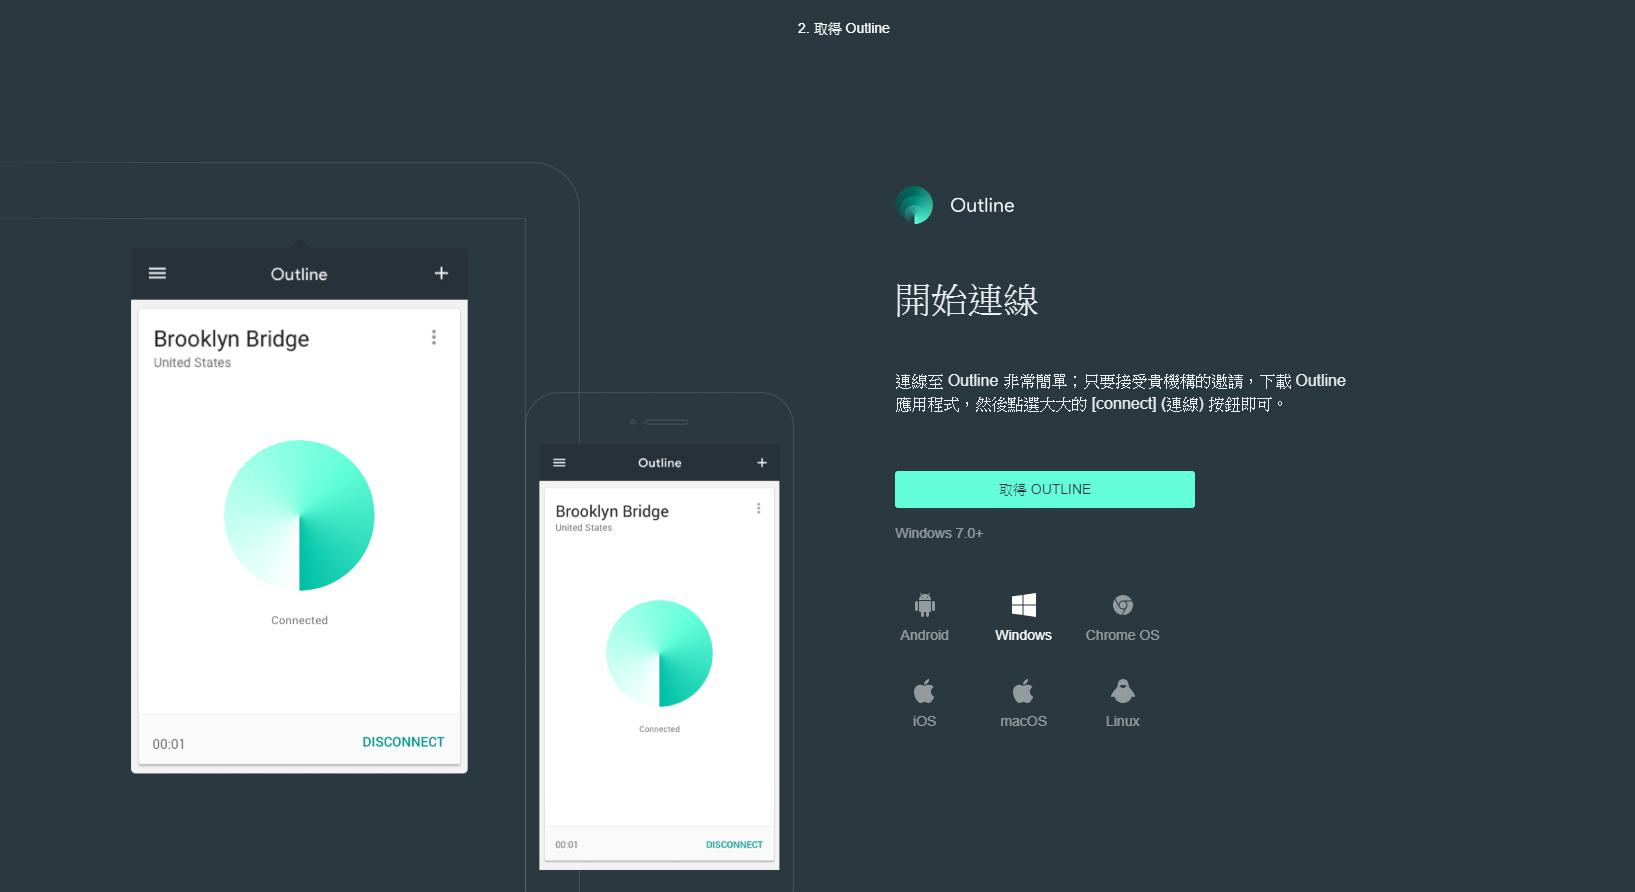 2. 取得 Outline
Outline
Brooklyn Bridge
United States
Connected
00:01
DISCONNECT
Outline
Brooklyn Bridge
United States
Connected
00:01
DISCONNECT
Outline
開始連線
連線至 Outline 非常簡單；只要接受貴機構的邀請，下載 Outline
應用程式，然後點選大大的 [connect] (連線) 按鈕即可。
取得 OUTLINE
Windows 7.0+
Android
Windows
Chrome OS
iOS
macOS
Linux